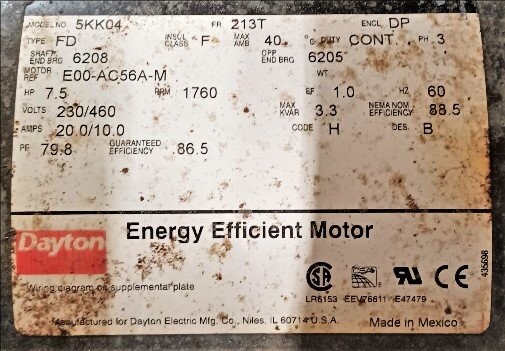 MODEL NO. 5KK04 FR 213T ENCL DP
TYPE FD INSUL CLASS F MAX AMB 40 °C DUTY CONT. PH 3
SHAFT END BRG 6208 OPP END BRG 6205
MOTOR REF E00-AC56A-M WT
HP 7.5 RPM 1760 SF 1.0 HZ 60
VOLTS 230/460 MAX KVAR 3.3 NEMA NOM EFFICIENCY 88.5
AMPS 20.0/10.0 CODE H DES B
PF 79.8 GUARANTEED EFFICIENCY 86.5
Dayton
Energy Efficient Motor
Wiring diagram on supplemental plate
LR6153 EEV76611 E47479
435698
Manufactured for Dayton Electric Mfg. Co., Niles, IL 60714 U.S.A. Made in Mexico